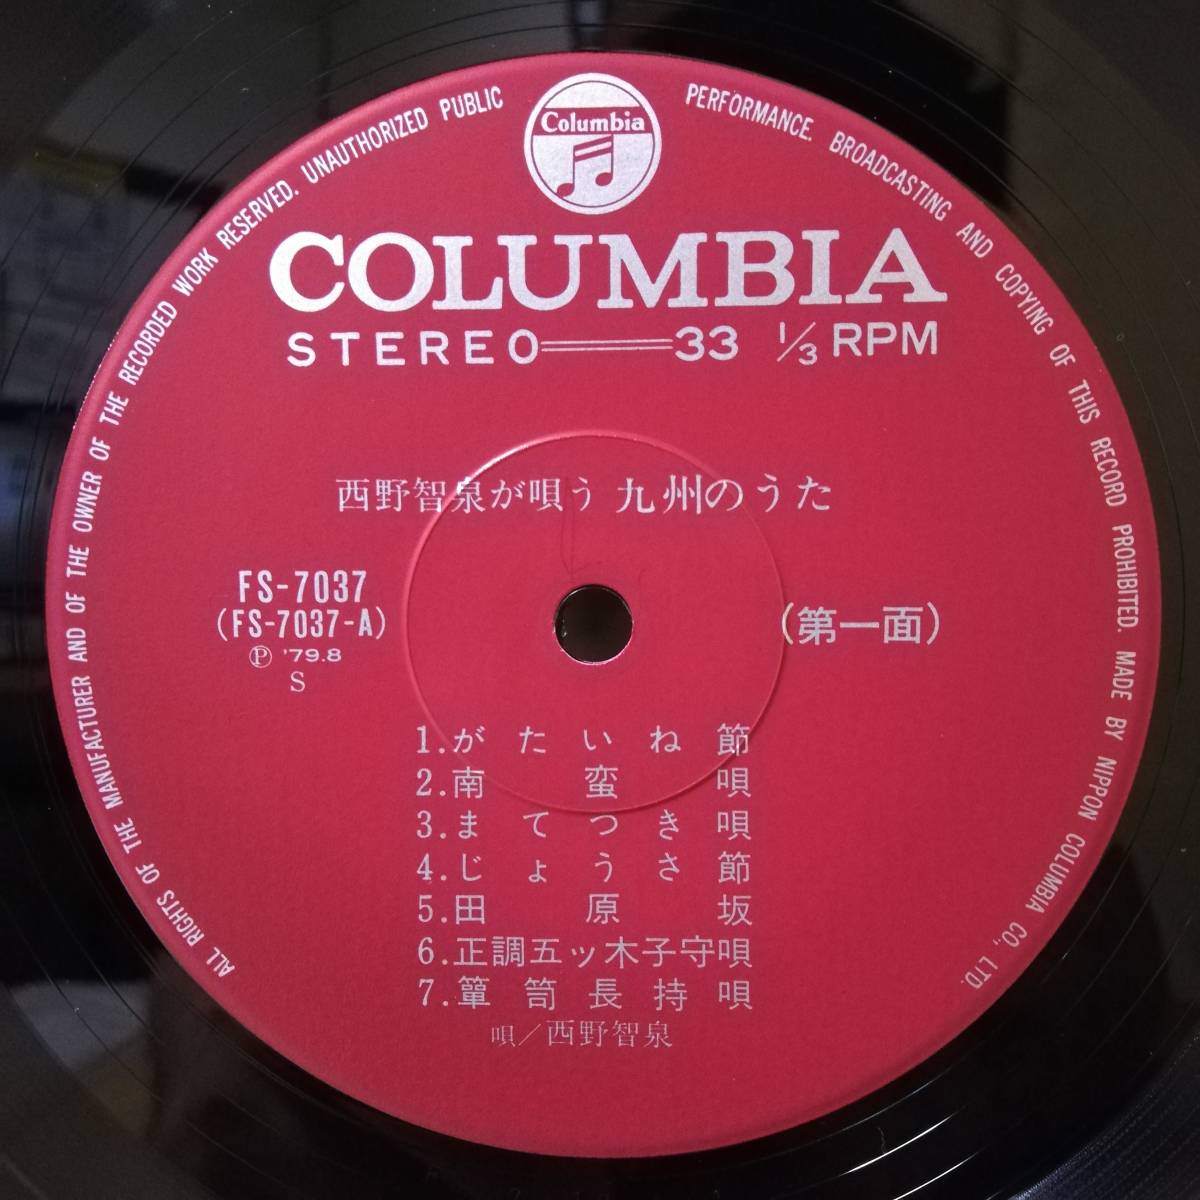 Columbia
ALL RIGHTS OF THE MANUFACTURER AND OF THE OWNER OF THE RECORDED WORK RESERVED. UNAUTHORIZED PUBLIC PERFORMANCE. BROADCASTING AND COPYING OF THIS RECORD PROHIBITED. MADE BY NIPPON COLUMBIA CO., LTD.
COLUMBIA
STEREO 33 1/3 RPM
西野智泉が唄う 九州のうた
FS-7037
(FS-7037-A)
(第一面)
Ⓟ '79.8
S
1.がたいね節
2.南蛮唄
3.まてつき唄
4.じょうさ節
5.田原坂
6.正調五ッ木子守唄
7.簞笥長持唄
唄/西野智泉